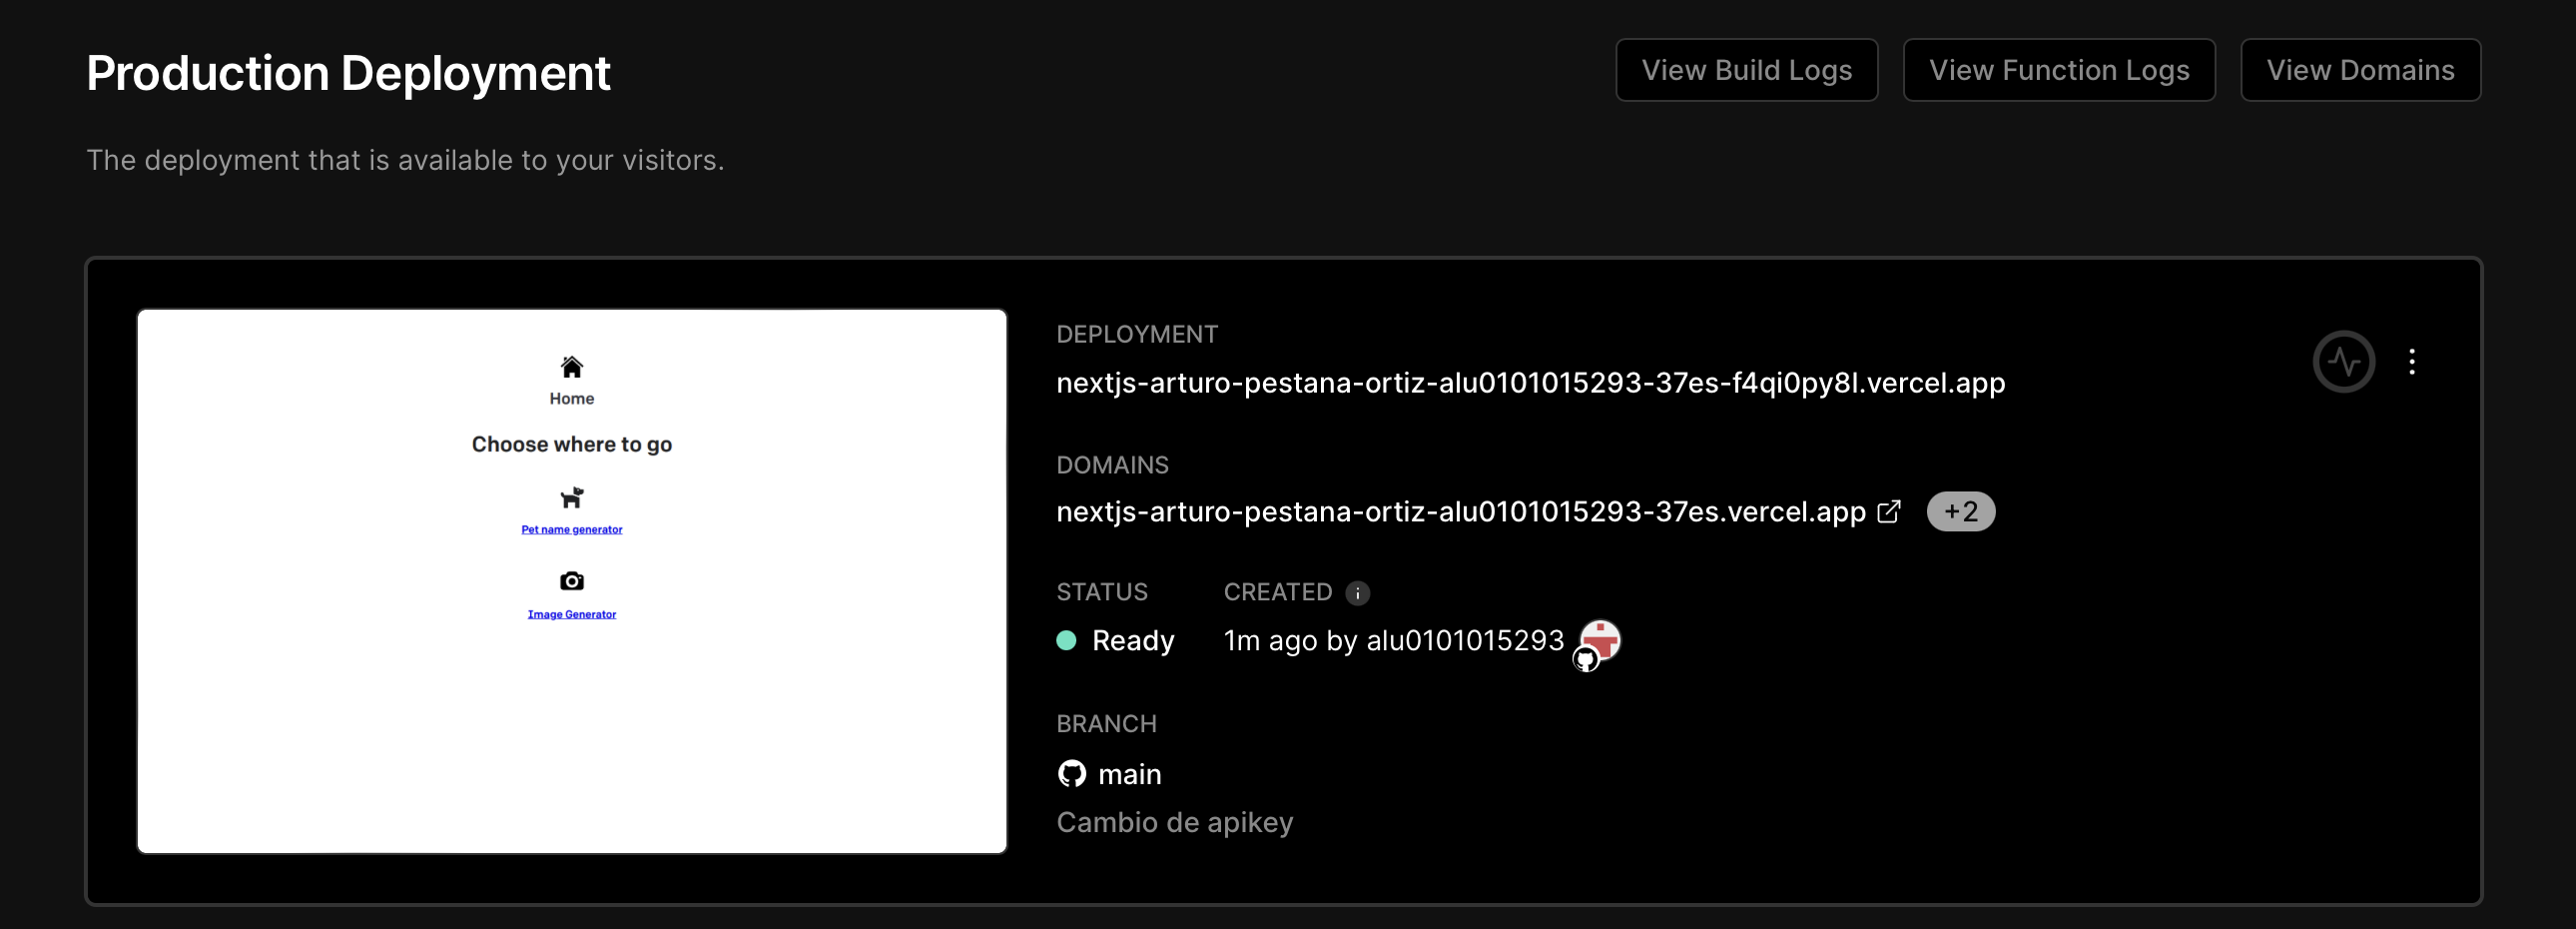 Production Deployment
View Build Logs
View Function Logs
View Domains
The deployment that is available to your visitors.
Home
Choose where to go
Pet name generator
Image Generator
DEPLOYMENT
nextjs-arturo-pestana-ortiz-alu0101015293-37es-f4qi0py8l.vercel.app
DOMAINS
nextjs-arturo-pestana-ortiz-alu0101015293-37es.vercel.app +2
STATUS
Ready
CREATED
1m ago by alu0101015293
BRANCH
main
Cambio de apikey